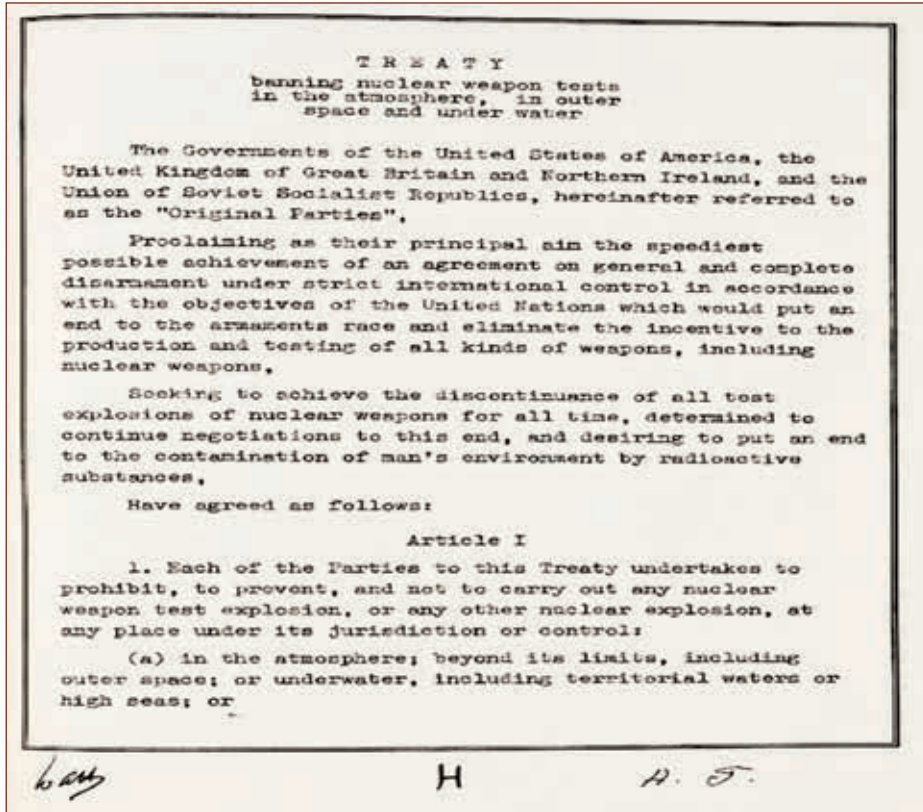 TREATY
banning nuclear weapon tests
in the atmosphere, in outer
space and under water
The Governments of the United States of America, the
United Kingdom of Great Britain and Northern Ireland, and the
Union of Soviet Socialist Republics, hereinafter referred to
as the "Original Parties",
Proclaiming as their principal aim the speediest
possible achievement of an agreement on general and complete
disarmament under strict international control in accordance
with the objectives of the United Nations which would put an
end to the armaments race and eliminate the incentive to the
production and testing of all kinds of weapons, including
nuclear weapons,
Seeking to achieve the discontinuance of all test
explosions of nuclear weapons for all time, determined to
continue negotiations to this end, and desiring to put an end
to the contamination of man's environment by radioactive
substances,
Have agreed as follows:
Article I
1. Each of the Parties to this Treaty undertakes to
prohibit, to prevent, and not to carry out any nuclear
weapon test explosion, or any other nuclear explosion, at
any place under its jurisdiction or control:
(a) in the atmosphere; beyond its limits, including
outer space; or underwater, including territorial waters or
high seas; or
H